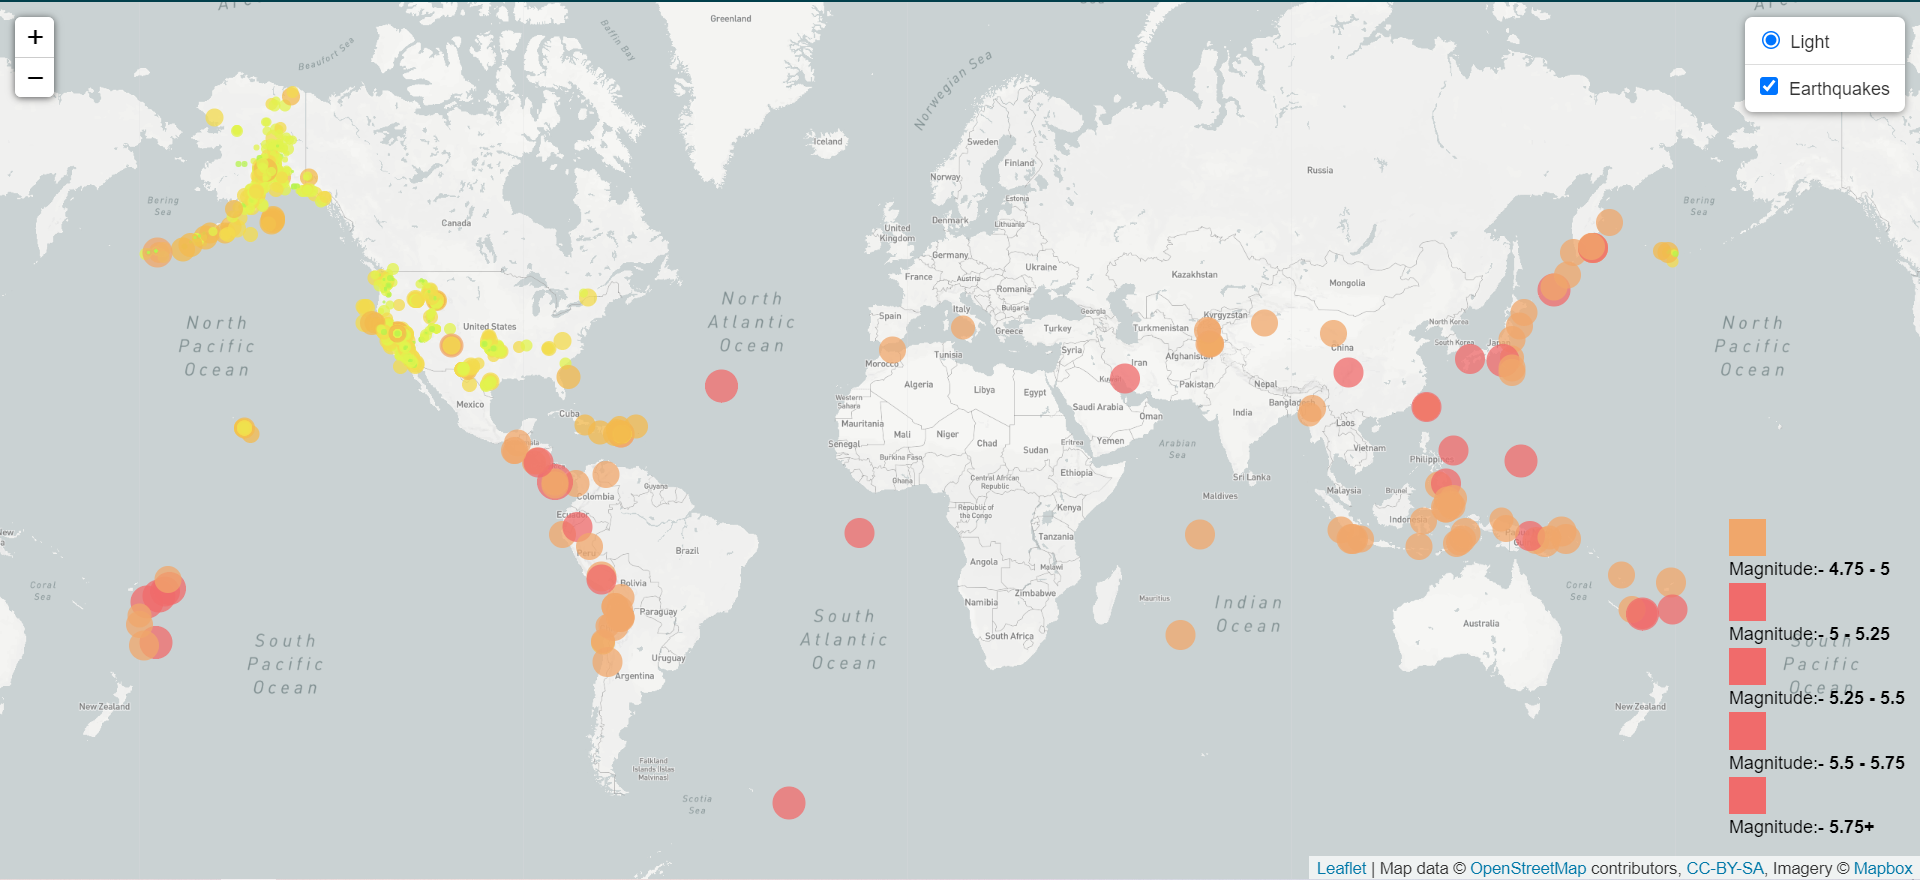 +
−
Light
Earthquakes
Greenland
Baffin Bay
Beaufort Sea
Norwegian Sea
Iceland
Sweden
Finland
Norway
Russia
Estonia
Bering
Sea
Bering
Sea
Canada
Denmark
Lithuania
United
Kingdom
Germany
Ukraine
France
Austria
Kazakhstan
Mongolia
Romania
North
Atlantic
Ocean
Spain
Italy
Bulgaria
Georgia
Kyrgyzstan
North
Pacific
Ocean
United States
Greece
Turkey
Turkmenistan
North Korea
South Korea
China
North
Pacific
Ocean
Tunisia
Syria
Afghanistan
Morocco
Iran
Algeria
Libya
Egypt
Pakistan
Nepal
Western
Sahara
Mexico
Cuba
Saudi Arabia
Oman
India
Mauritania
Laos
Mali
Niger
Chad
Eritrea
Yemen
Arabian
Sea
Senegal
Sudan
Vietnam
Burkina Faso
Ghana
Central African
Republic
Ethiopia
Sri Lanka
Guyana
Colombia
Maldives
Malaysia
Brunei
Republic of
the Congo
Kenya
Tanzania
Brazil
Angola
Malawi
Coral
Sea
Bolivia
Zimbabwe
Namibia
Mauritius
Indian
Ocean
Coral
Sea
Paraguay
South
Atlantic
Ocean
South Africa
Australia
South
Pacific
Ocean
Uruguay
Argentina
South
Pacific
Ocean
New Zealand
New Zealand
Falkland
Islands/Islas
Malvinas
Scotia
Sea
Magnitude:- 4.75 - 5
Magnitude:- 5 - 5.25
Magnitude:- 5.25 - 5.5
Magnitude:- 5.5 - 5.75
Magnitude:- 5.75+
Leaflet | Map data © OpenStreetMap contributors, CC-BY-SA, Imagery © Mapbox